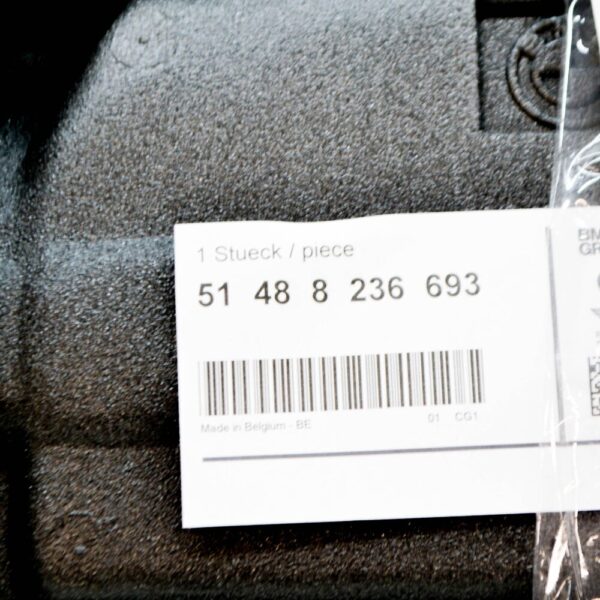 1 Stueck / piece
51 48 8 236 693
Made in Belgium - BE 01 CG1